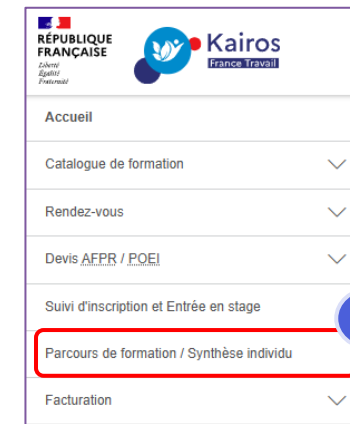 RÉPUBLIQUE
FRANÇAISE
Liberté
Égalité
Fraternité
Kairos
France Travail
Accueil
Catalogue de formation
Rendez-vous
Devis AFPR / POEI
Suivi d'inscription et Entrée en stage
Parcours de formation / Synthèse individu
Facturation